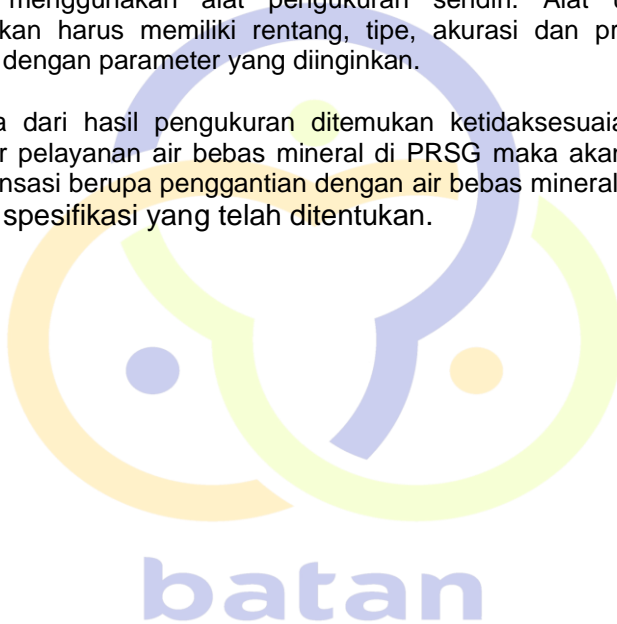 menggunakan alat pengukuran sendiri. Alat
kan harus memiliki rentang, tipe, akurasi dan pr
dengan parameter yang diinginkan.
a dari hasil pengukuran ditemukan ketidaksesuaia
r pelayanan air bebas mineral di PRSG maka akan
nsasi berupa penggantian dengan air bebas mineral
spesifikasi yang telah ditentukan.
batan